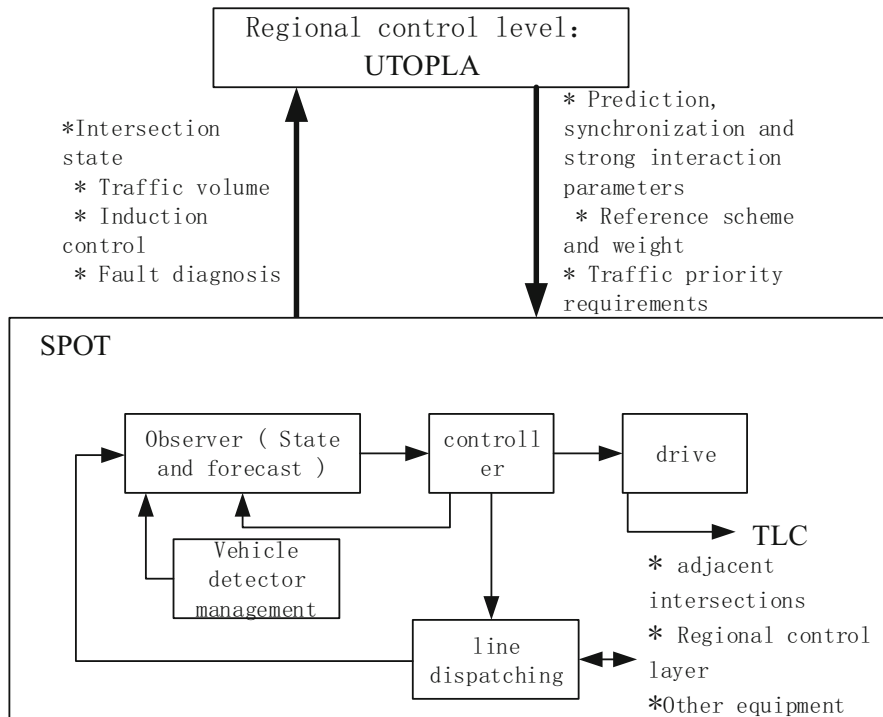 Regional control level:
UTOPLA
*Intersection
state
* Traffic volume
* Induction
control
* Fault diagnosis
* Prediction,
synchronization and
strong interaction
parameters
* Reference scheme
and weight
* Traffic priority
requirements
SPOT
Observer ( State
and forecast )
controll
er
drive
Vehicle
detector
management
TLC
* adjacent
intersections
* Regional control
layer
*Other equipment
line
dispatching